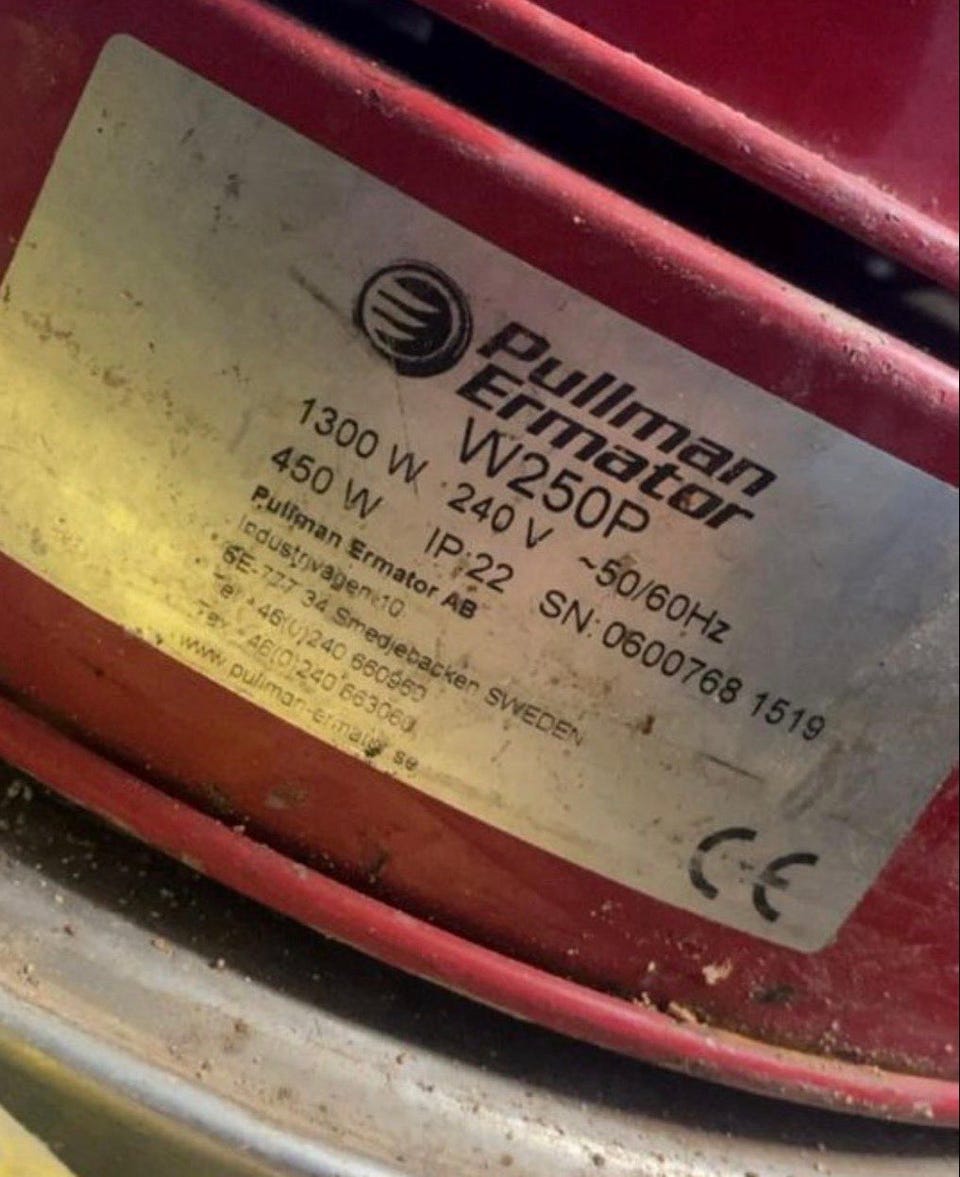 Pullman
Ermator
W250P
1300 W 240 V ~50/60Hz
450 W IP:22 SN: 0600768 1519
Pullman Ermator AB
Industrivägen 10
SE-777 34 Smedjebacken SWEDEN
Tel +46(0)240 660960
Fax +46(0)240 663060
www.pullman-ermator.se
CE